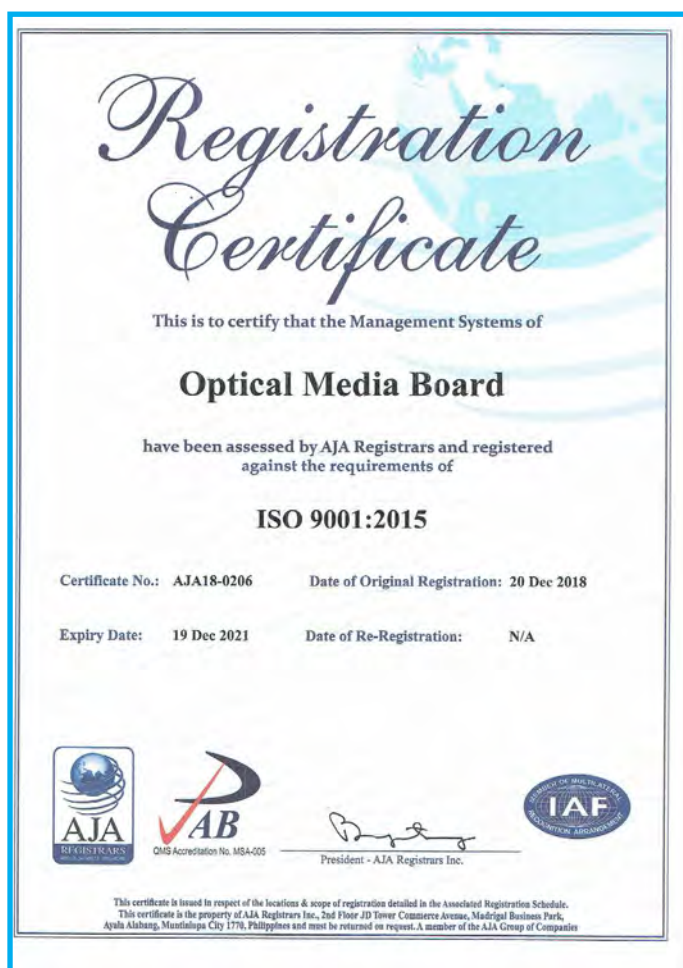 Registration
Certificate
This is to certify that the Management Systems of
Optical Media Board
have been assessed by AJA Registrars and registered
against the requirements of
ISO 9001:2015
Certificate No.: AJA18-0206 Date of Original Registration: 20 Dec 2018
Expiry Date: 19 Dec 2021 Date of Re-Registration: N/A
AJA
REGISTRARS
PAB
QMS Accreditation No. MSA-005
President - AJA Registrars Inc.
MEMBER OF MULTILATERAL
IAF
RECOGNITION ARRANGEMENT
This certificate is issued in respect of the locations & scope of registration detailed in the Associated Registration Schedule.
This certificate is the property of AJA Registrars Inc., 2nd Floor JD Tower Commerce Avenue, Madrigal Business Park,
Ayala Alabang, Muntinlupa City 1770, Philippines and must be returned on request. A member of the AJA Group of Companies